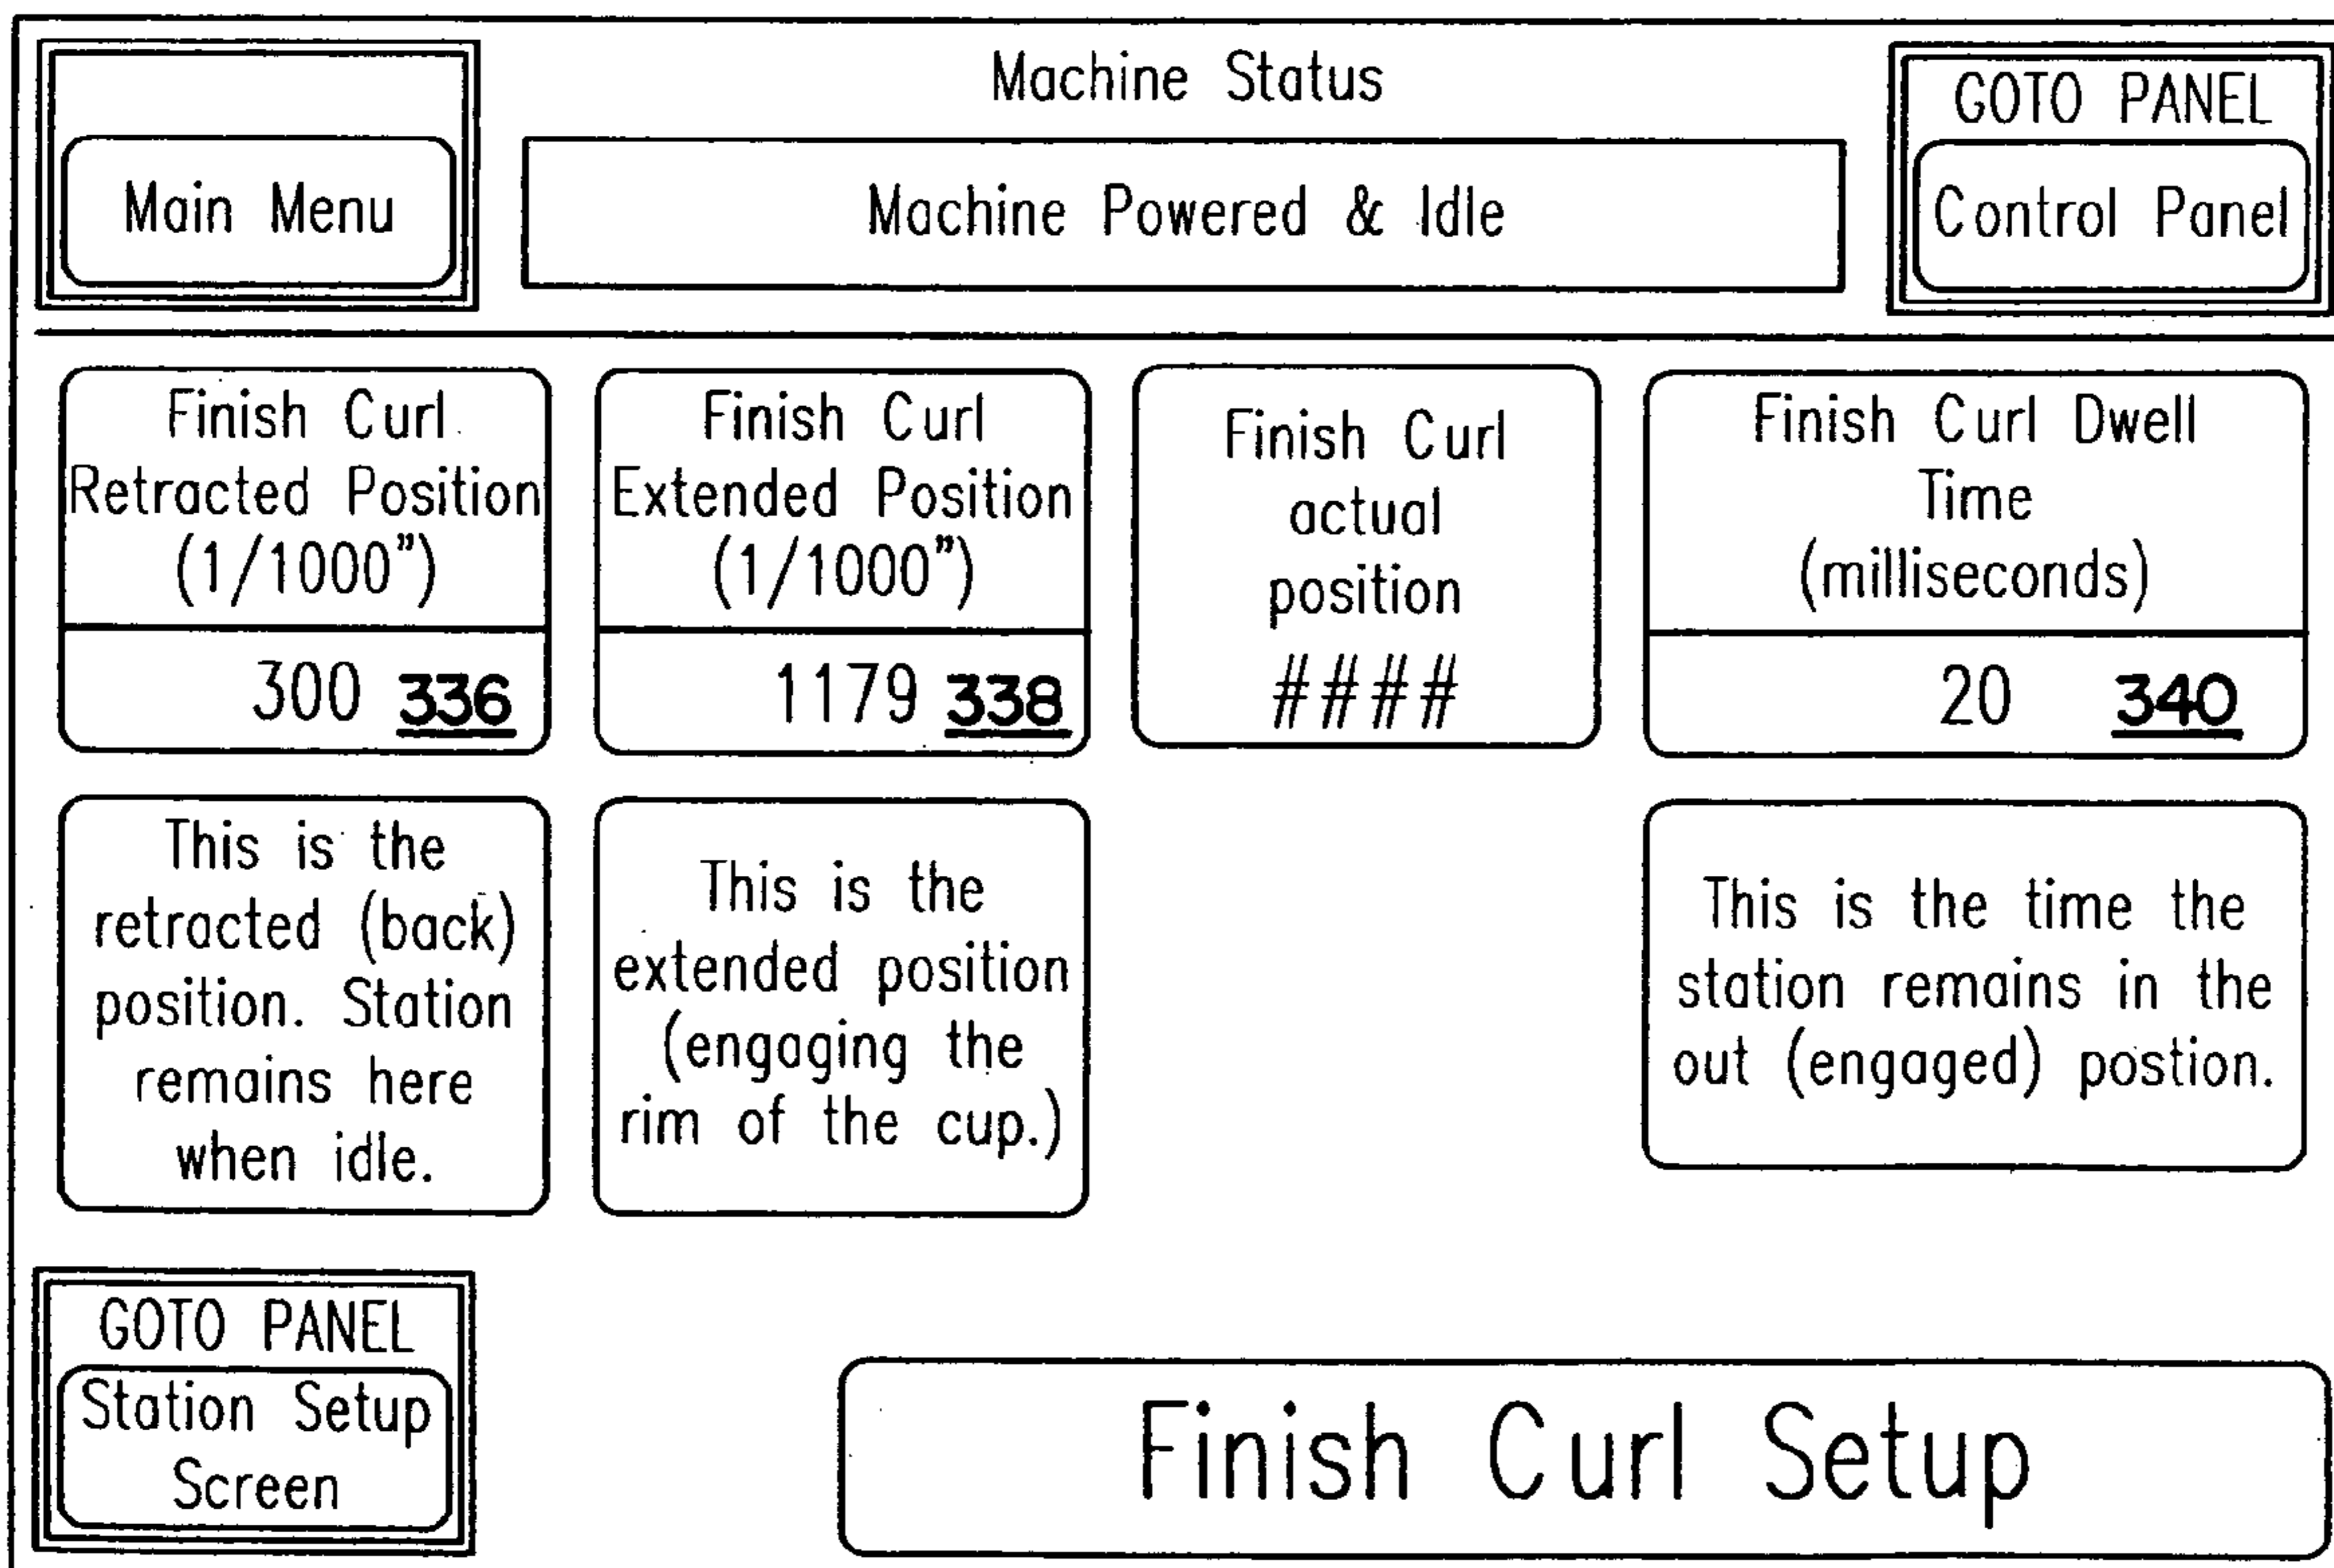 Machine Status
GOTO PANEL
Main Menu
Machine Powered & Idle
Control Panel
Finish Curl
Retracted Position
(1/1000")
300 336
Finish Curl
Extended Position
(1/1000")
1179 338
Finish Curl
actual
position
####
Finish Curl Dwell
Time
(milliseconds)
20 340
This is the
retracted (back)
position. Station
remains here
when idle.
This is the
extended position
(engaging the
rim of the cup.)
This is the time the
station remains in the
out (engaged) postion.
GOTO PANEL
Station Setup
Screen
Finish Curl Setup